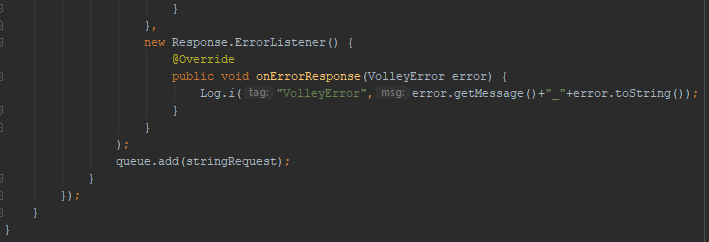 }
},
new Response.ErrorListener() {
@Override
public void onErrorResponse(VolleyError error) {
Log.i( tag: "VolleyError", msg: error.getMessage()+"_"+error.toString());
}
}
);
queue.add(stringRequest);
}
});
}
}